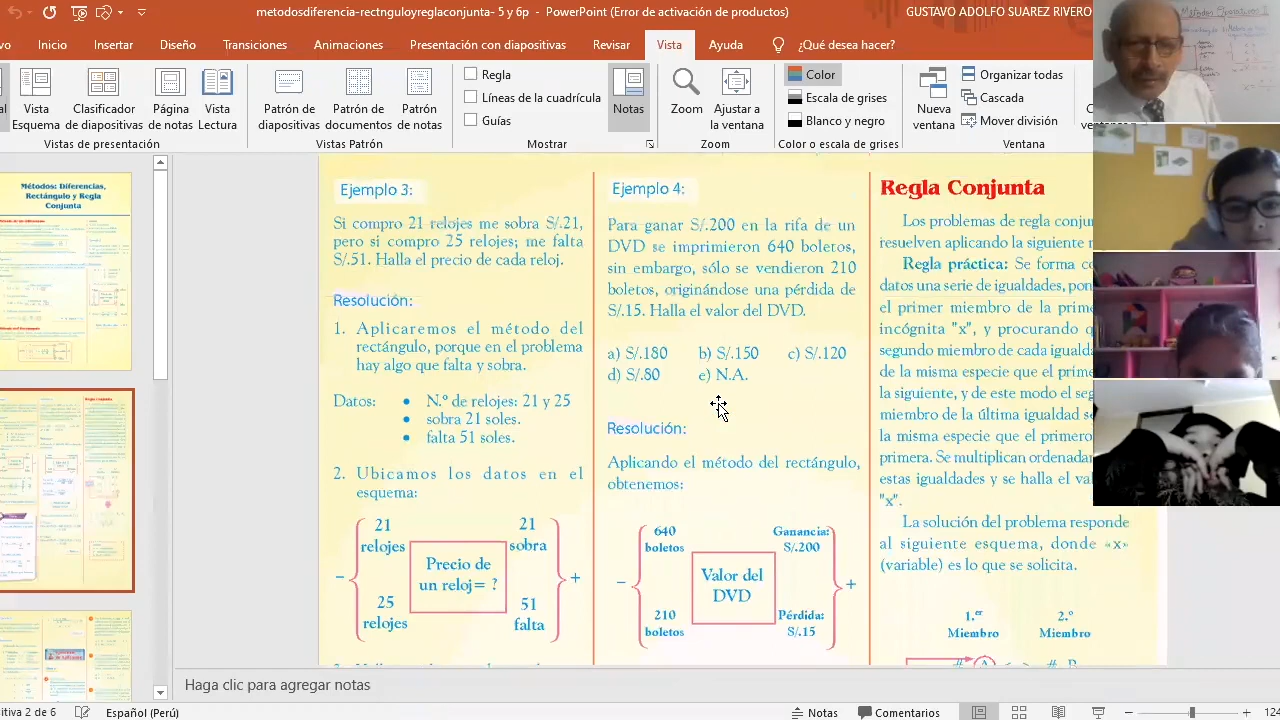 metodosdiferencia-rectnguloyreglaconjunta- 5 y 6p - PowerPoint (Error de activación de productos)
GUSTAVO ADOLFO SUAREZ RIVERO
Inicio Insertar Diseño Transiciones Animaciones Presentación con diapositivas Revisar Vista Ayuda ¿Qué desea hacer?
Vista Esquema
Clasificador de diapositivas
Página de notas
Vista Lectura
Vistas de presentación
Patrón de diapositivas
Patrón de documentos
Patrón de notas
Vistas Patrón
Regla
Líneas de la cuadrícula
Guías
Mostrar
Notas
Zoom
Ajustar a la ventana
Zoom
Color
Escala de grises
Blanco y negro
Color o escala de grises
Nueva ventana
Organizar todas
Cascada
Mover división
Ventana
Métodos: Diferencias,
Rectángulo y Regla
Conjunta
Ejemplo 3:
Si compro 21 relojes me sobra S/.21,
pero si compro 25 relojes; me falta
S/.51. Halla el precio de cada reloj.
Resolución:
1. Aplicaremos el método del
rectángulo, porque en el problema
hay algo que falta y sobra.
Datos: • N.º de relojes: 21 y 25
• sobra 21 soles.
• falta 51 soles.
2. Ubicamos los datos en el
esquema:
21 relojes
21 sobra
Precio de
un reloj= ?
− +
25 relojes
51 falta
Ejemplo 4:
Para ganar S/.200 en la rifa de un
DVD se imprimieron 640 boletos,
sin embargo, sólo se vendieron 210
boletos, originándose una pérdida de
S/.15. Halla el valor del DVD.
a) S/.180 b) S/.150 c) S/.120
d) S/.80 e) N.A.
Resolución:
Aplicando el método del rectángulo,
obtenemos:
640 boletos
Ganancia: S/.200
Valor del
DVD
− +
210 boletos
Pérdida: S/.15
Regla Conjunta
Los problemas de regla conju
resuelven aplicando la siguiente
Regla práctica: Se forma co
datos una serie de igualdades, pon
el primer miembro de la prime
incógnita "x", y procurando q
segundo miembro de cada igualda
de la misma especie que el prime
la siguiente, y de este modo el seg
miembro de la última igualdad s
la misma especie que el primero
primera. Se multiplican ordenada
estas igualdades y se halla el va
"x".
La solución del problema responde
al siguiente esquema, donde «x»
(variable) es lo que se solicita.
1.er Miembro
2.º Miembro
Haga clic para agregar notas
2 de 6
Español (Perú)
Notas
Comentarios